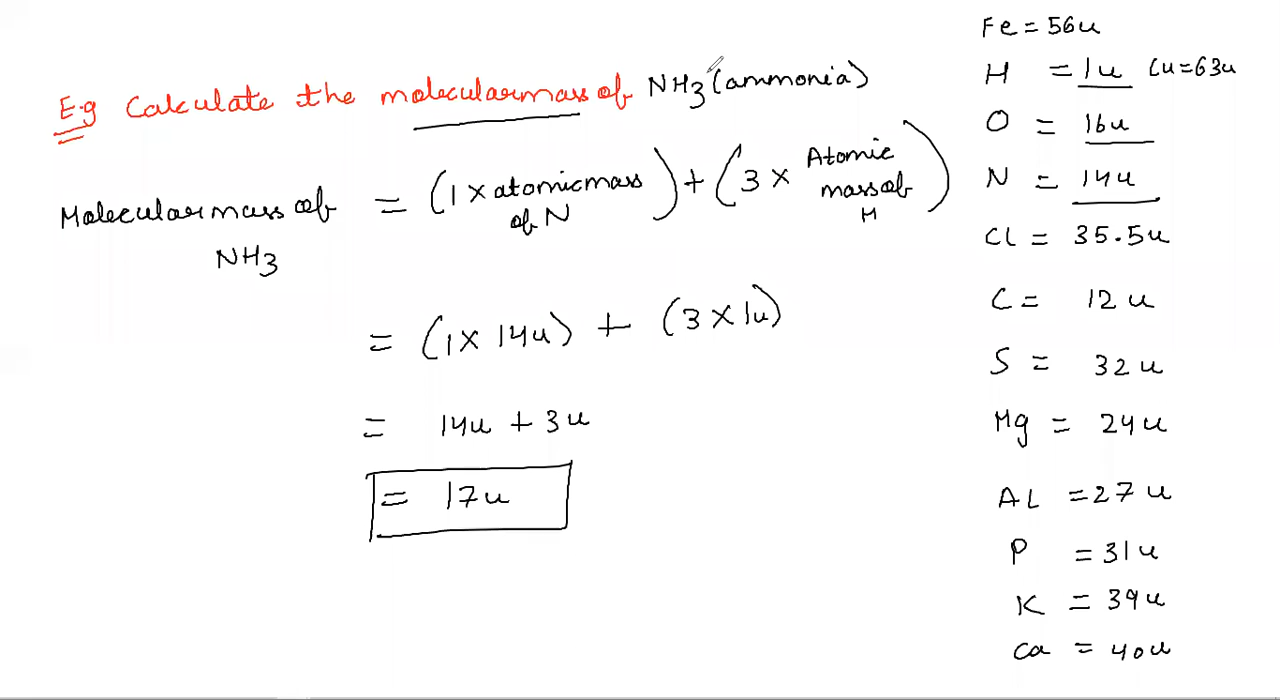 E.g Calculate the molecularmass of NH3 (ammonia)
Molecularmass of NH3 = (1 × atomicmass of N) + (3 × Atomic mass of H)
= (1 × 14u) + (3 × 1u)
= 14u + 3u
= 17u
Fe = 56u
H = 1u Cu = 63u
O = 16u
N = 14u
CL = 35.5u
C = 12u
S = 32u
Mg = 24u
AL = 27u
P = 31u
K = 39u
Ca = 40u